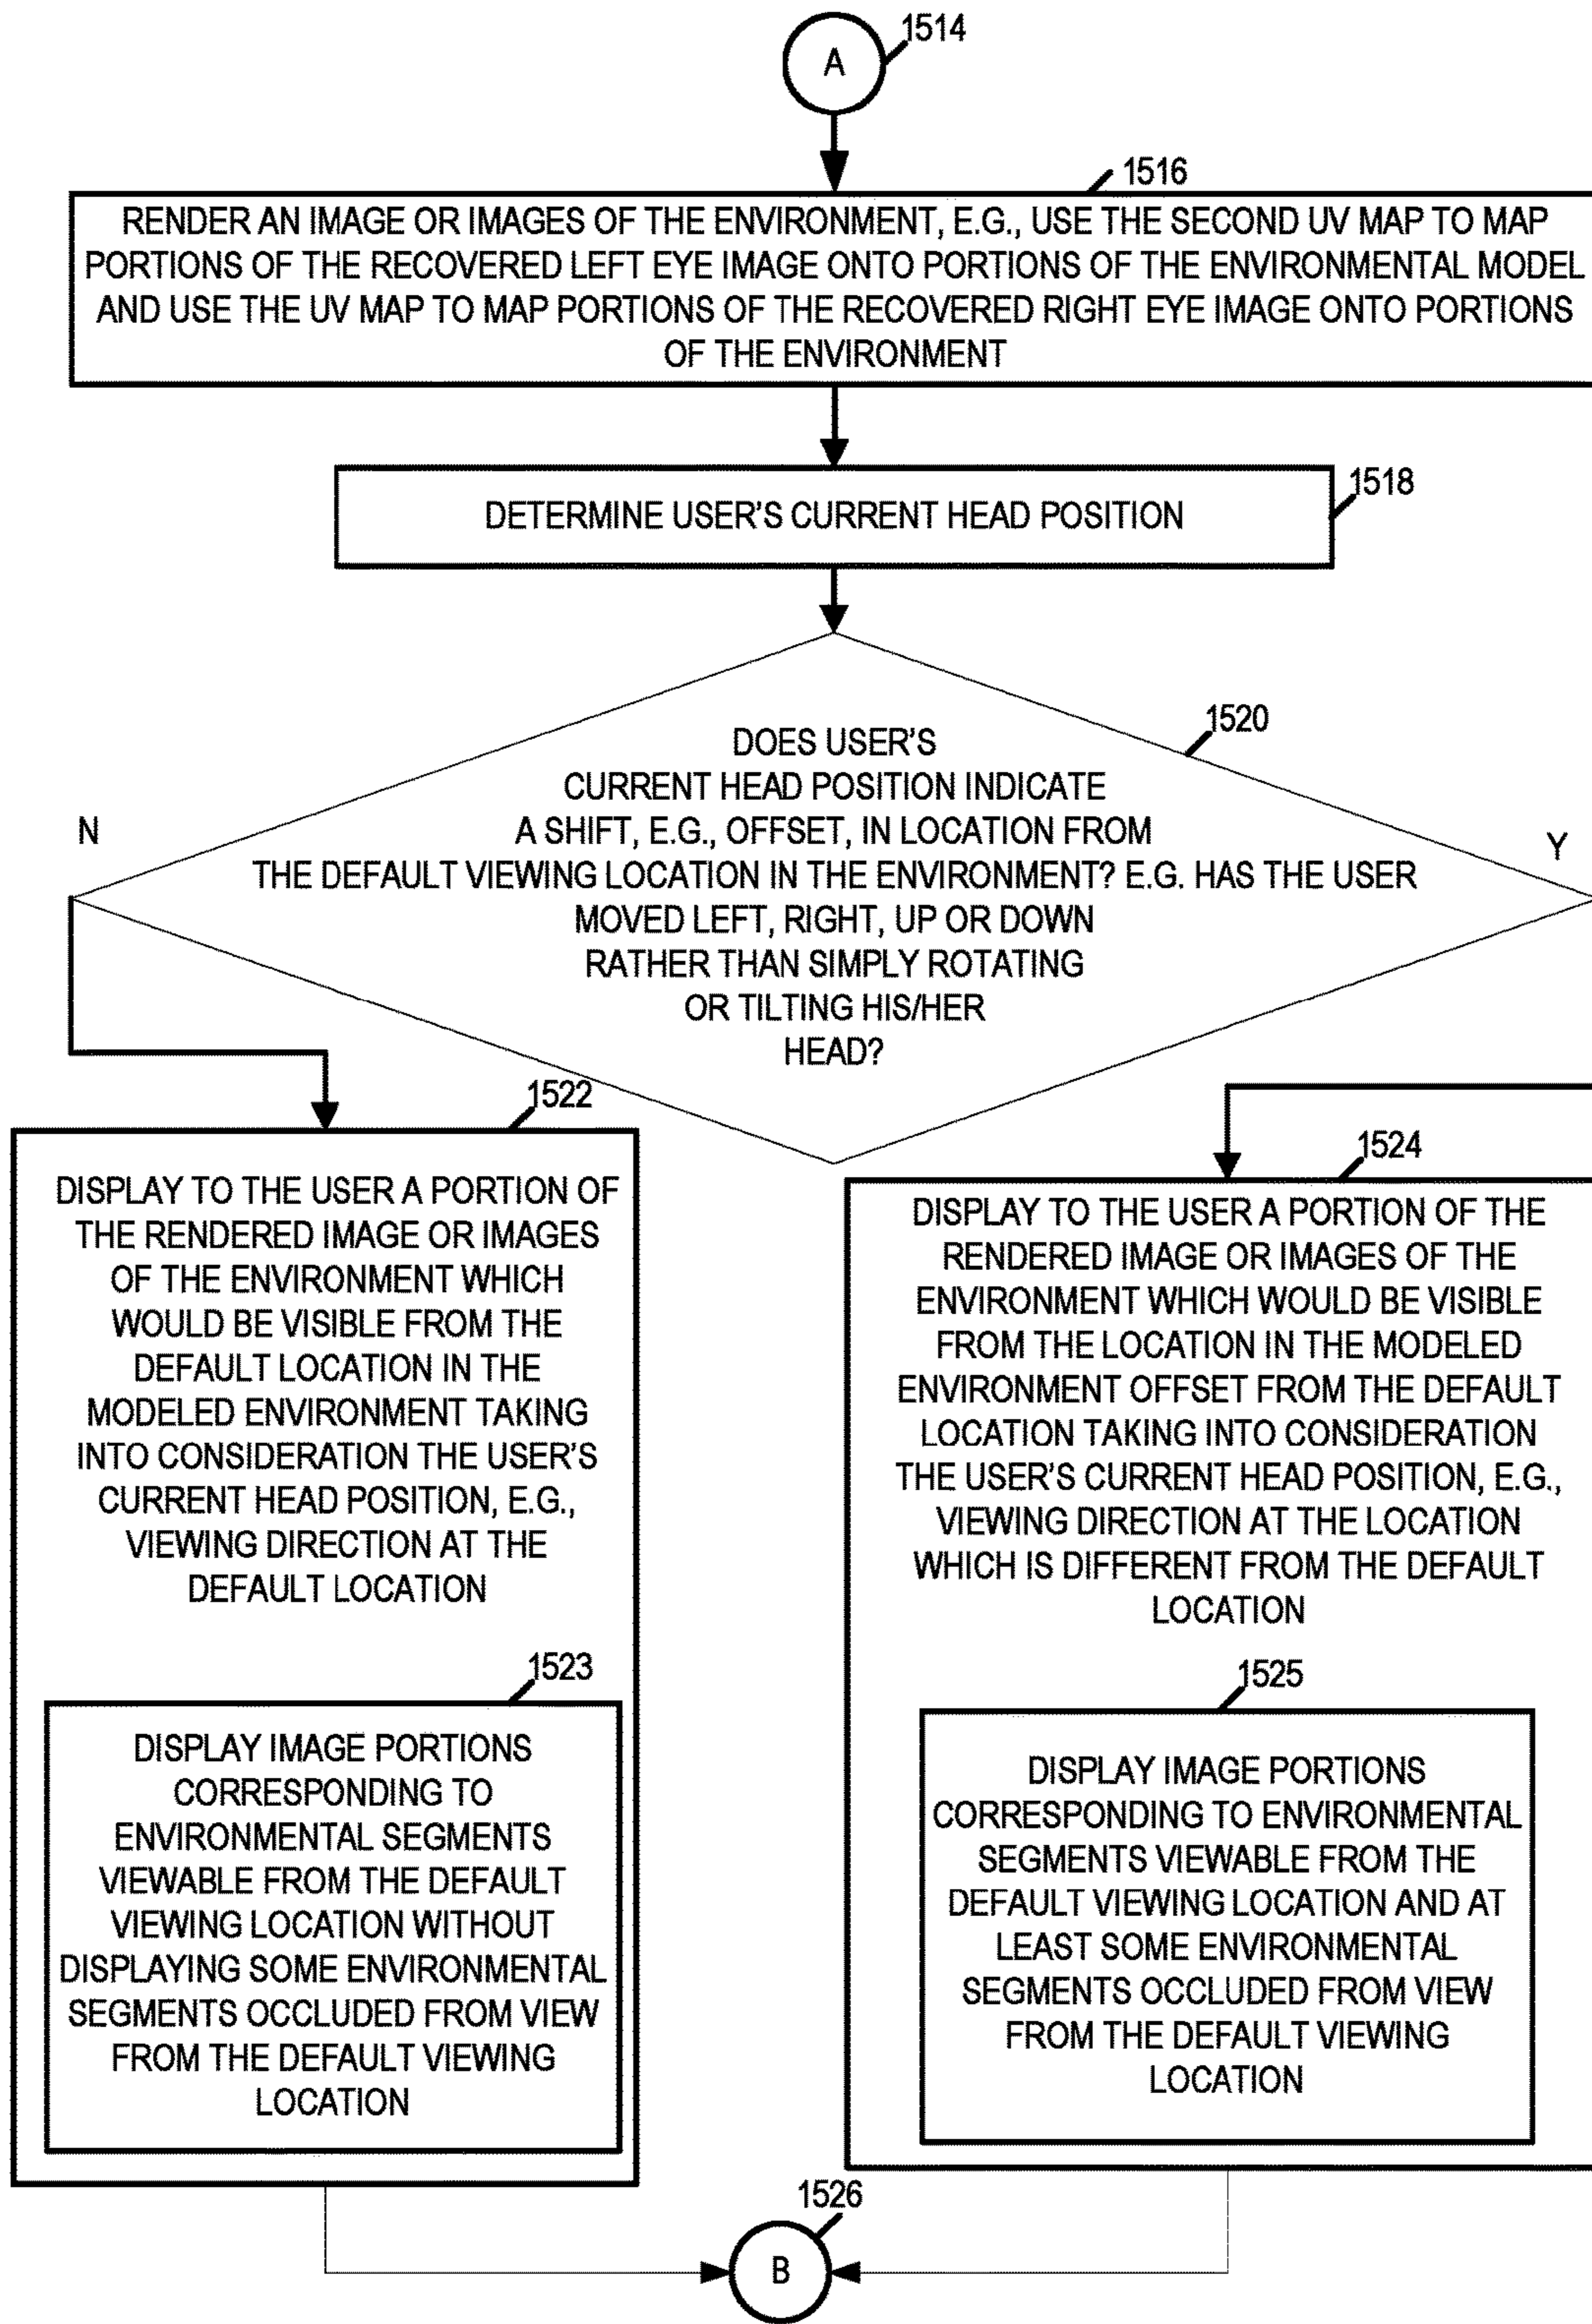 A
1514
1516
RENDER AN IMAGE OR IMAGES OF THE ENVIRONMENT, E.G., USE THE SECOND UV MAP TO MAP
PORTIONS OF THE RECOVERED LEFT EYE IMAGE ONTO PORTIONS OF THE ENVIRONMENTAL MODEL
AND USE THE UV MAP TO MAP PORTIONS OF THE RECOVERED RIGHT EYE IMAGE ONTO PORTIONS
OF THE ENVIRONMENT
1518
DETERMINE USER'S CURRENT HEAD POSITION
1520
DOES USER'S
CURRENT HEAD POSITION INDICATE
A SHIFT, E.G., OFFSET, IN LOCATION FROM
THE DEFAULT VIEWING LOCATION IN THE ENVIRONMENT? E.G. HAS THE USER
MOVED LEFT, RIGHT, UP OR DOWN
RATHER THAN SIMPLY ROTATING
OR TILTING HIS/HER
HEAD?
N
Y
1522
DISPLAY TO THE USER A PORTION OF
THE RENDERED IMAGE OR IMAGES
OF THE ENVIRONMENT WHICH
WOULD BE VISIBLE FROM THE
DEFAULT LOCATION IN THE
MODELED ENVIRONMENT TAKING
INTO CONSIDERATION THE USER'S
CURRENT HEAD POSITION, E.G.,
VIEWING DIRECTION AT THE
DEFAULT LOCATION
1523
DISPLAY IMAGE PORTIONS
CORRESPONDING TO
ENVIRONMENTAL SEGMENTS
VIEWABLE FROM THE DEFAULT
VIEWING LOCATION WITHOUT
DISPLAYING SOME ENVIRONMENTAL
SEGMENTS OCCLUDED FROM VIEW
FROM THE DEFAULT VIEWING
LOCATION
1524
DISPLAY TO THE USER A PORTION OF THE
RENDERED IMAGE OR IMAGES OF THE
ENVIRONMENT WHICH WOULD BE VISIBLE
FROM THE LOCATION IN THE MODELED
ENVIRONMENT OFFSET FROM THE DEFAULT
LOCATION TAKING INTO CONSIDERATION
THE USER'S CURRENT HEAD POSITION, E.G.,
VIEWING DIRECTION AT THE LOCATION
WHICH IS DIFFERENT FROM THE DEFAULT
LOCATION
1525
DISPLAY IMAGE PORTIONS
CORRESPONDING TO ENVIRONMENTAL
SEGMENTS VIEWABLE FROM THE
DEFAULT VIEWING LOCATION AND AT
LEAST SOME ENVIRONMENTAL
SEGMENTS OCCLUDED FROM VIEW
FROM THE DEFAULT VIEWING
LOCATION
1526
B